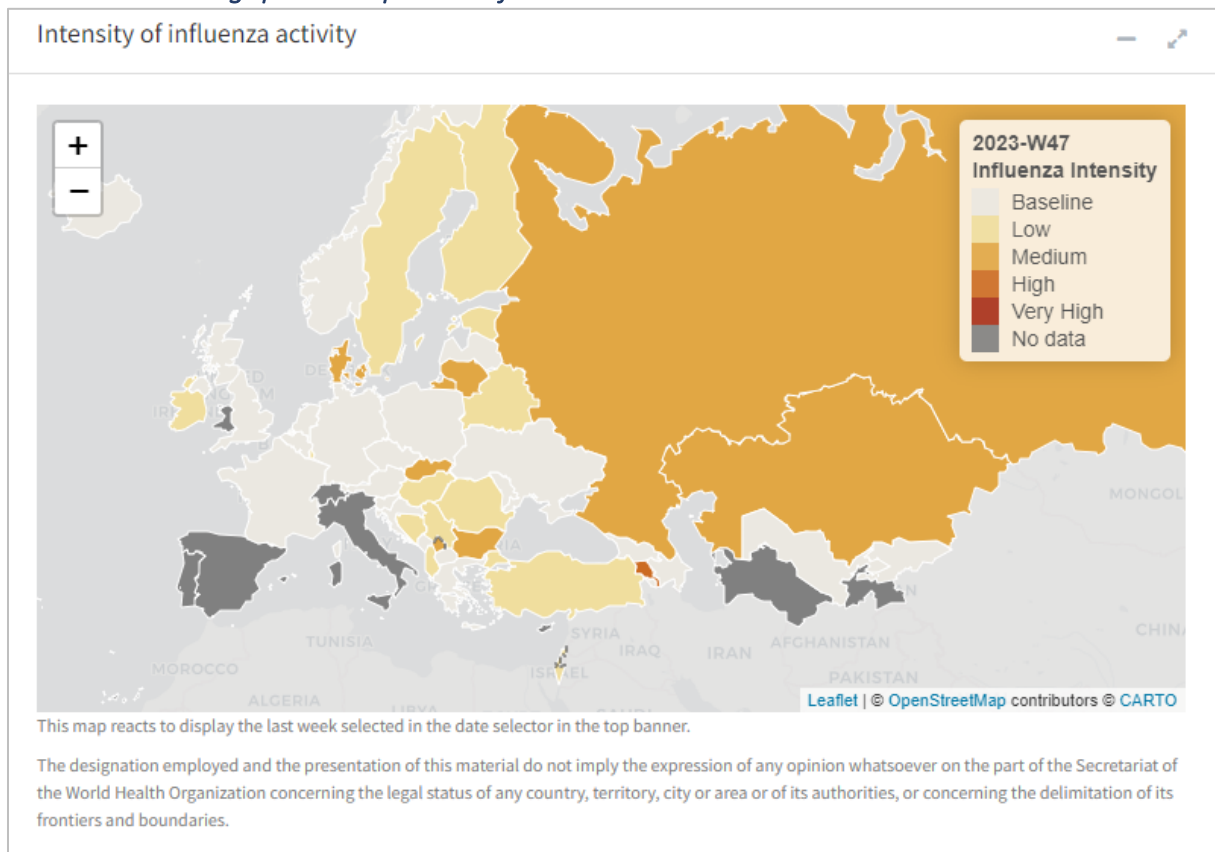 Intensity of influenza activity
+
−
2023-W47
Influenza Intensity
Baseline
Low
Medium
High
Very High
No data
MONGOL
TUNISIA
SYRIA
IRAQ
IRAN
AFGHANISTAN
CHINA
MOROCCO
ISRAEL
PAKISTAN
ALGERIA
Leaflet | © OpenStreetMap contributors © CARTO
This map reacts to display the last week selected in the date selector in the top banner.
The designation employed and the presentation of this material do not imply the expression of any opinion whatsoever on the part of the Secretariat of
the World Health Organization concerning the legal status of any country, territory, city or area or of its authorities, or concerning the delimitation of its
frontiers and boundaries.